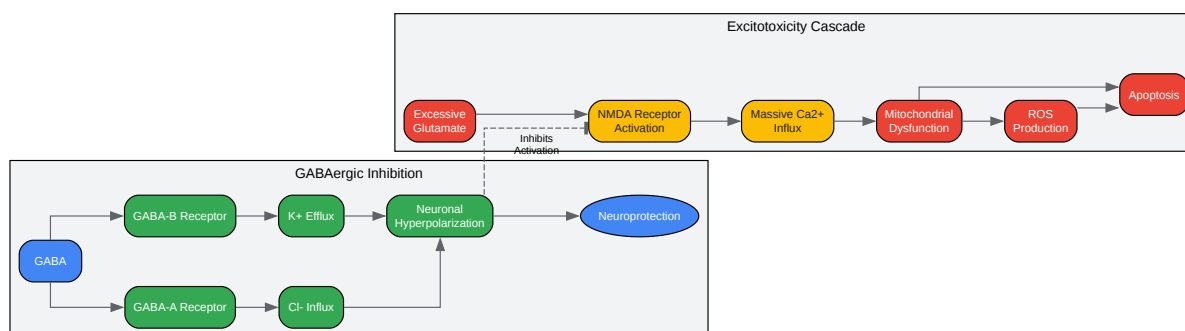 Excitotoxicity Cascade
Excessive
Glutamate
NMDA Receptor
Activation
Massive Ca2+
Influx
Mitochondrial
Dysfunction
ROS
Production
Apoptosis
Inhibits
Activation
GABAergic Inhibition
GABA
GABA-B Receptor
K+ Efflux
Neuronal
Hyperpolarization
Neuroprotection
GABA-A Receptor
Cl- Influx